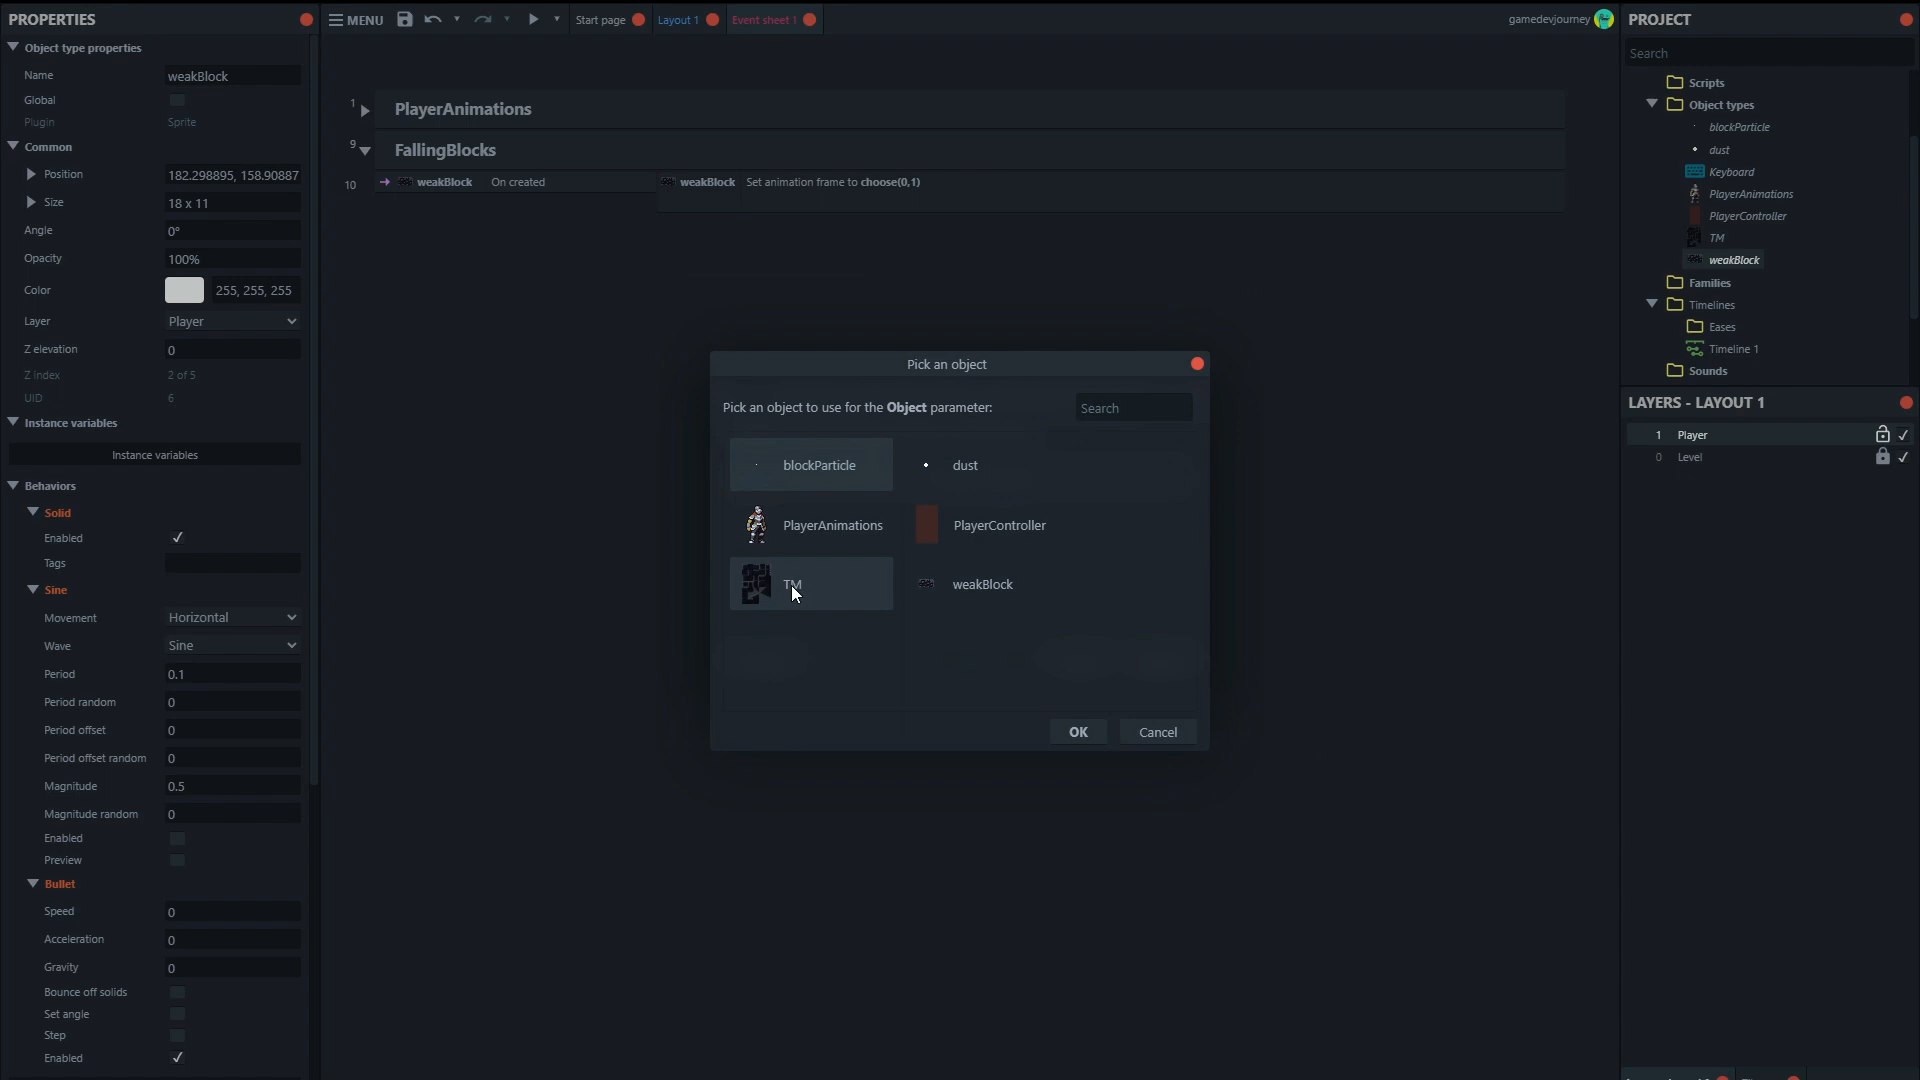 PROPERTIES
Object type properties
Name weakBlock
Global
Plugin Sprite
Common
Position 182.298895, 158.90887
Size 18 x 11
Angle 0°
Opacity 100%
Color 255, 255, 255
Layer Player
Z elevation 0
Z index 2 of 5
UID 6
Instance variables
Instance variables
Behaviors
Solid
Enabled
Tags
Sine
Movement Horizontal
Wave Sine
Period 0.1
Period random 0
Period offset 0
Period offset random 0
Magnitude 0.5
Magnitude random 0
Enabled
Preview
Bullet
Speed 0
Acceleration 0
Gravity 0
Bounce off solids
Set angle
Step
Enabled
MENU
Start page
Layout 1
Event sheet 1
gamedevjourney
1 PlayerAnimations
9 FallingBlocks
10 weakBlock On created weakBlock Set animation frame to choose(0,1)
Pick an object
Pick an object to use for the Object parameter:
Search
blockParticle
dust
PlayerAnimations
PlayerController
TM
weakBlock
OK
Cancel
PROJECT
Search
Scripts
Object types
blockParticle
dust
Keyboard
PlayerAnimations
PlayerController
TM
weakBlock
Families
Timelines
Eases
Timeline 1
Sounds
LAYERS - LAYOUT 1
1 Player
0 Level